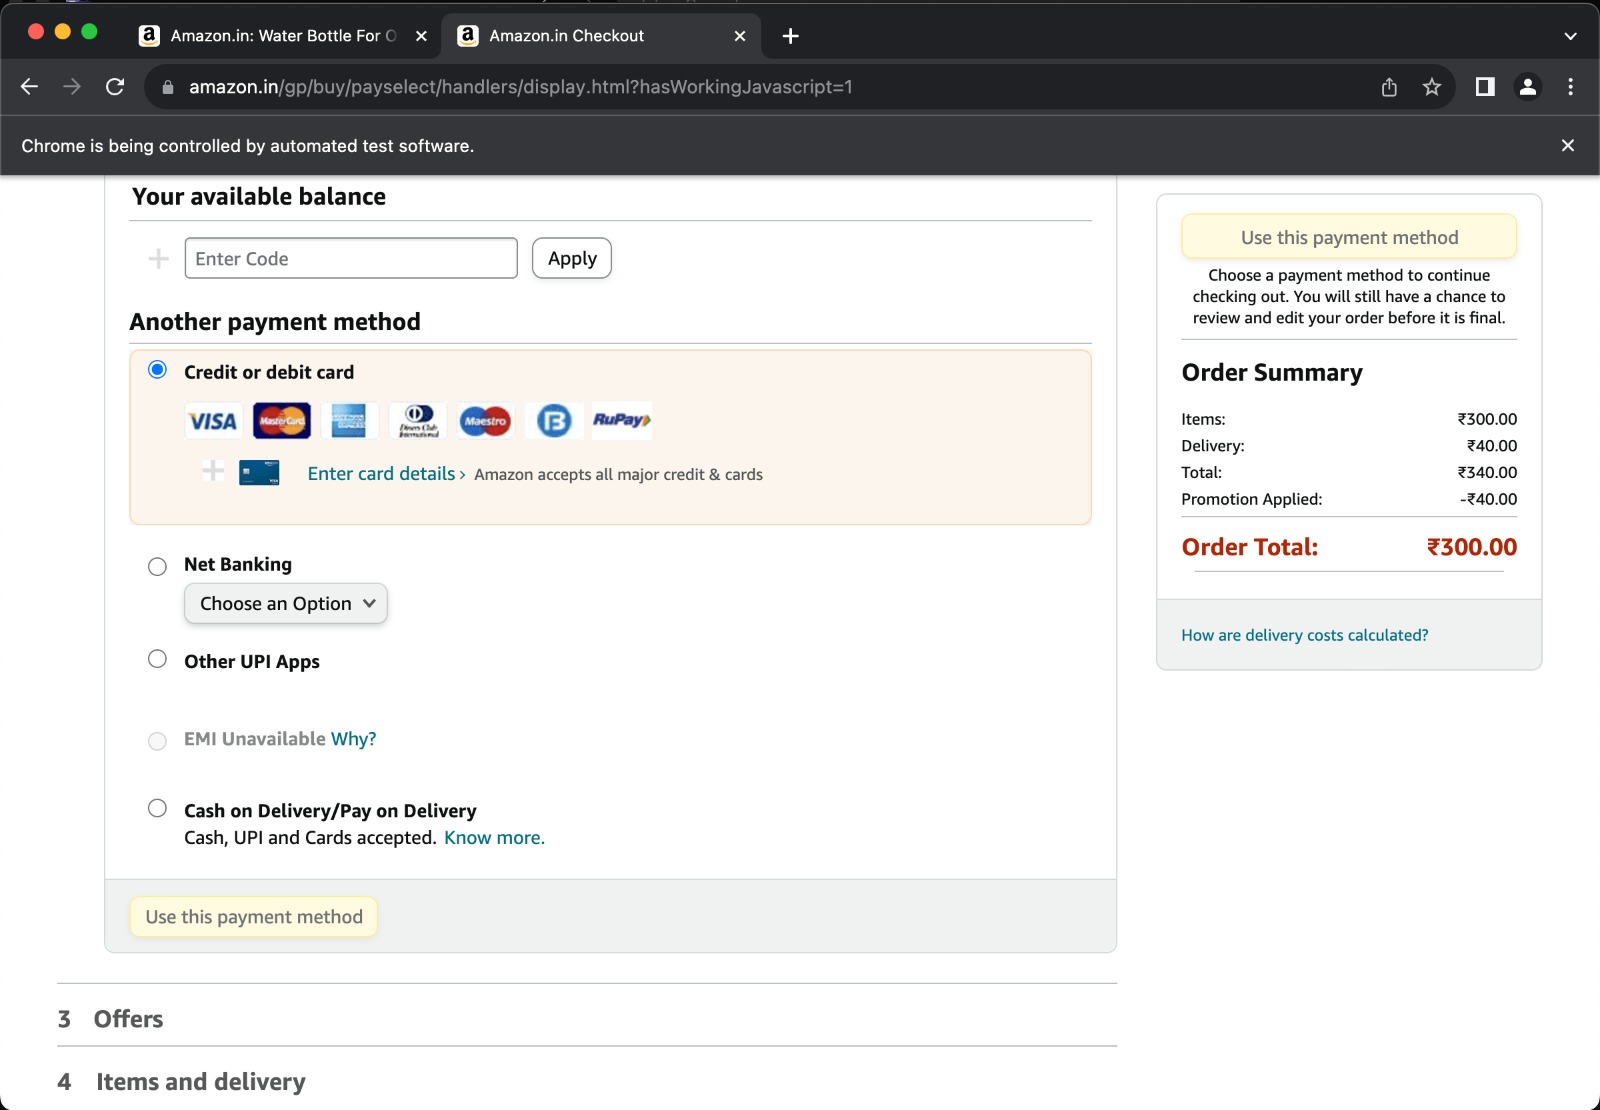 Amazon.in: Water Bottle For O
Amazon.in Checkout
amazon.in/gp/buy/payselect/handlers/display.html?hasWorkingJavascript=1
Chrome is being controlled by automated test software.
Your available balance
Enter Code
Apply
Another payment method
Credit or debit card
VISA MasterCard AMERICAN EXPRESS Diners Club International Maestro B RuPay
Enter card details › Amazon accepts all major credit & cards
Net Banking
Choose an Option
Other UPI Apps
EMI Unavailable Why?
Cash on Delivery/Pay on Delivery
Cash, UPI and Cards accepted. Know more.
Use this payment method
3 Offers
4 Items and delivery
Use this payment method
Choose a payment method to continue
checking out. You will still have a chance to
review and edit your order before it is final.
Order Summary
Items: ₹300.00
Delivery: ₹40.00
Total: ₹340.00
Promotion Applied: -₹40.00
Order Total: ₹300.00
How are delivery costs calculated?